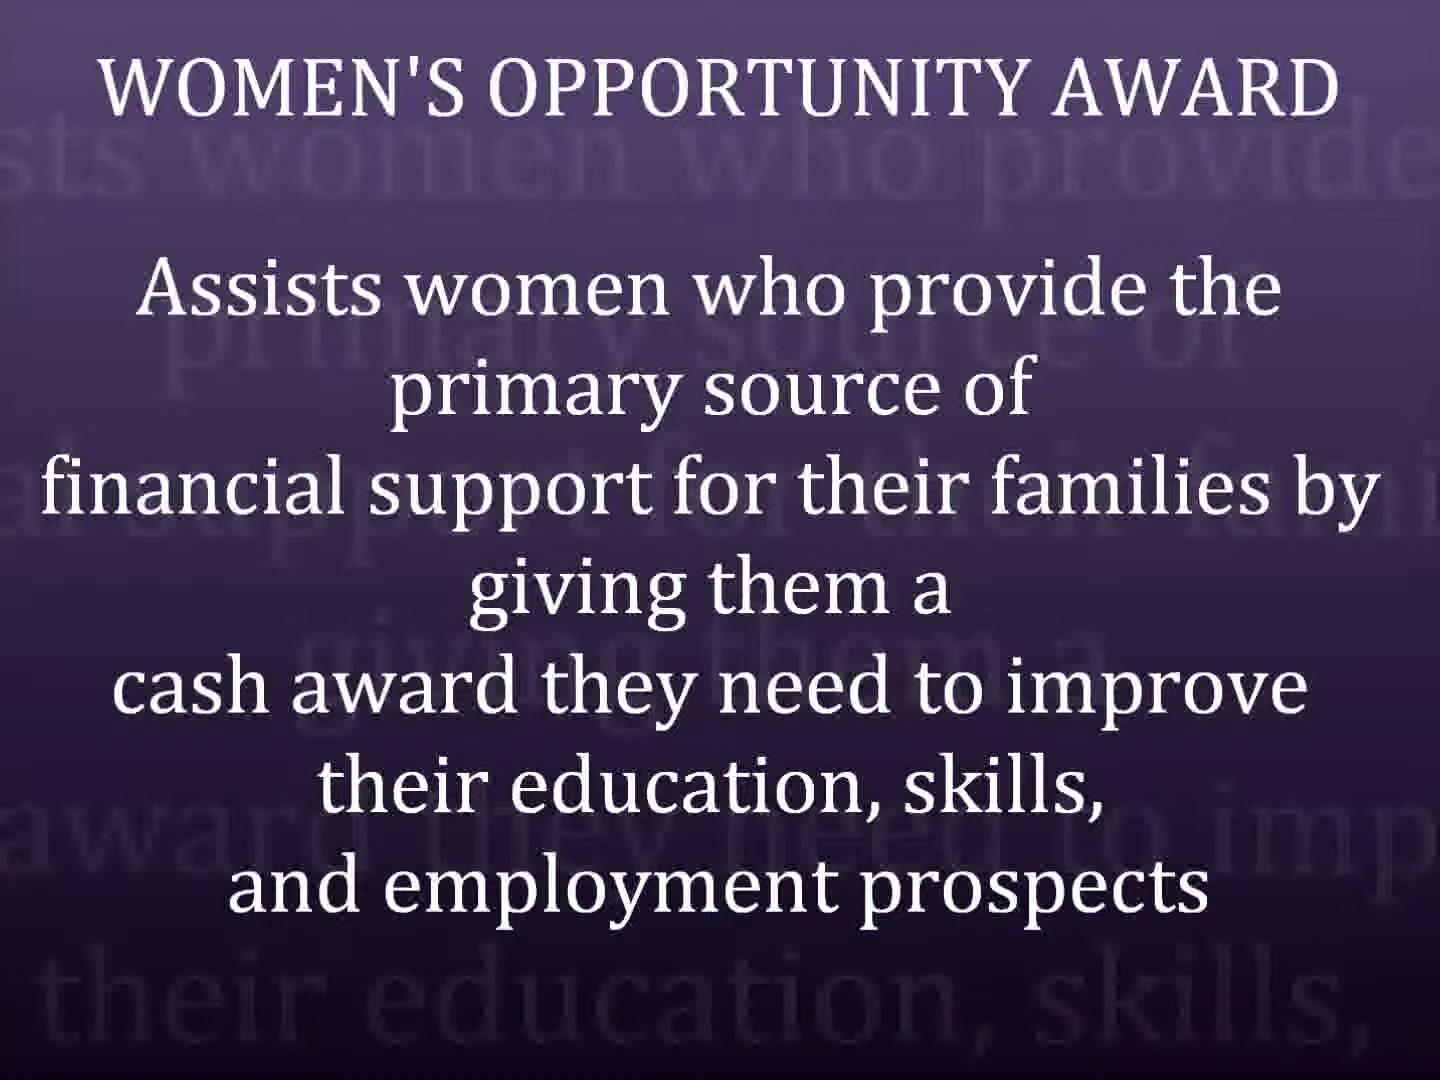 WOMEN'S OPPORTUNITY AWARD
Assists women who provide the
primary source of
financial support for their families by
giving them a
cash award they need to improve
their education, skills,
and employment prospects